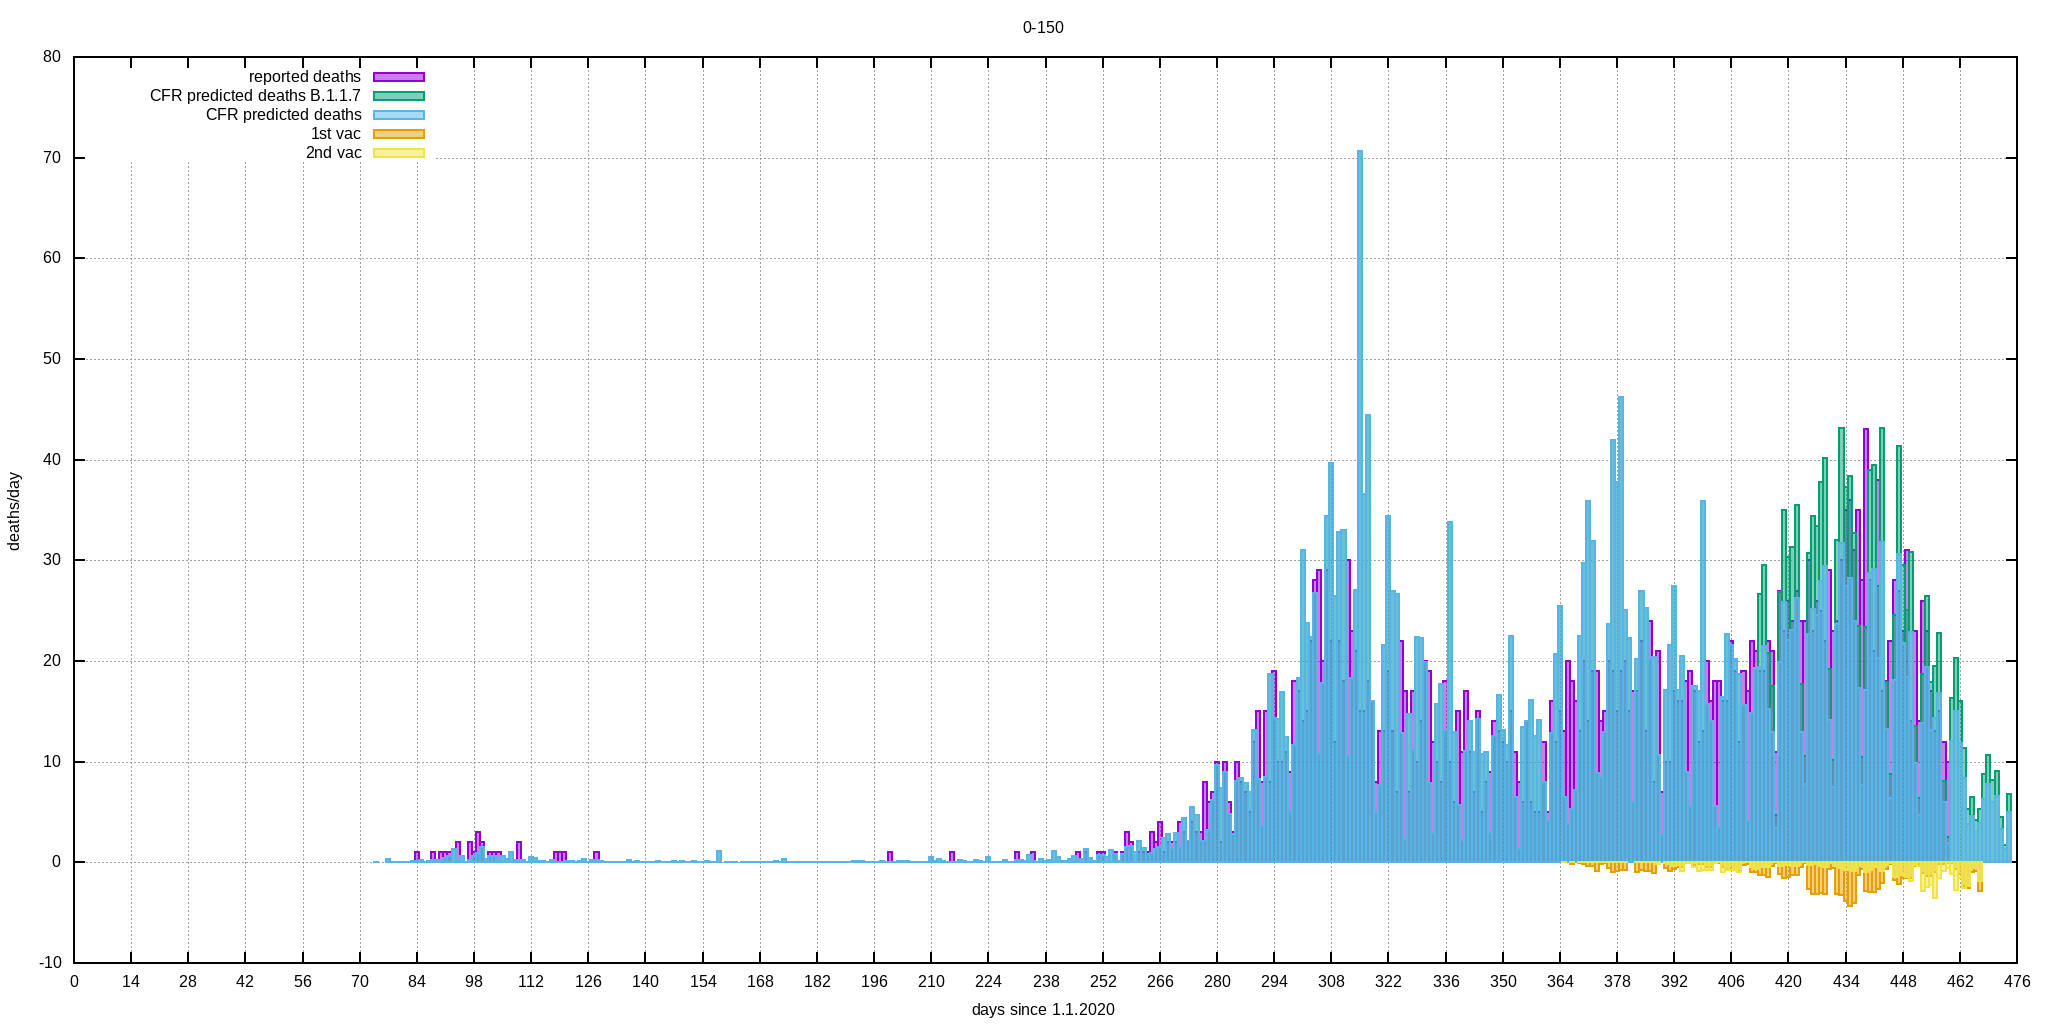 0-150
80
70
60
50
40
30
20
10
0
-10
deaths/day
reported deaths
CFR predicted deaths B.1.1.7
CFR predicted deaths
1st vac
2nd vac
0 14 28 42 56 70 84 98 112 126 140 154 168 182 196 210 224 238 252 266 280 294 308 322 336 350 364 378 392 406 420 434 448 462 476
days since 1.1.2020